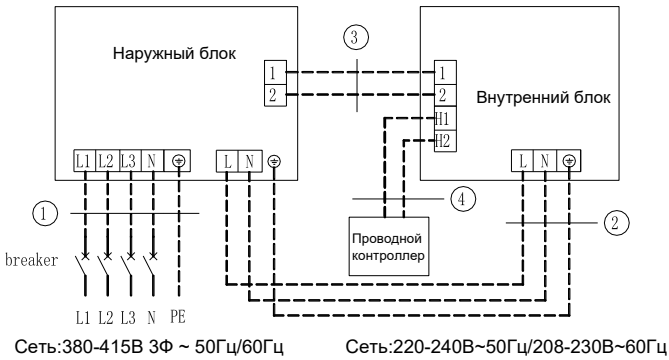 Наружный блок
3
1
2
1
2
Внутренний блок
H1
H2
L1 L2 L3 N
L N
L N
1
4
2
Проводной
контроллер
breaker
L1 L2 L3 N PE
Сеть:380-415В 3Ф ~ 50Гц/60Гц
Сеть:220-240В~50Гц/208-230В~60Гц